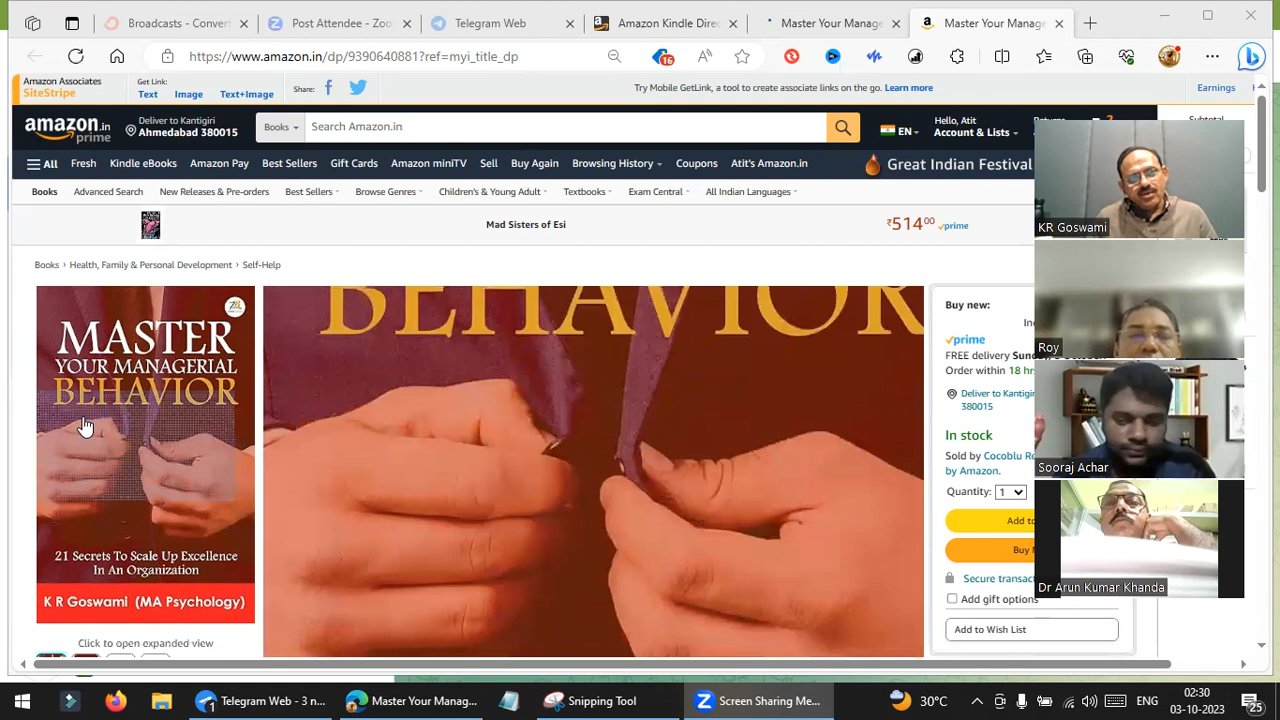 Broadcasts - Convert
Post Attendee - Zoo
Telegram Web
Amazon Kindle Direc
Master Your Manage
Master Your Manage
https://www.amazon.in/dp/9390640881?ref=myi_title_dp
16
Amazon Associates
SiteStripe
Get Link:
Text Image Text+Image
Share:
Try Mobile GetLink, a tool to create associate links on the go. Learn more
Earnings
amazon.in
prime
Deliver to Kantigiri
Ahmedabad 380015
Books
Search Amazon.in
EN
Hello, Atit
Account & Lists
Subtotal
All Fresh Kindle eBooks Amazon Pay Best Sellers Gift Cards Amazon miniTV Sell Buy Again Browsing History Coupons Atit's Amazon.in
Great Indian Festival
Books Advanced Search New Releases & Pre-orders Best Sellers Browse Genres Children's & Young Adult Textbooks Exam Central All Indian Languages
Mad Sisters of Esi
₹514⁰⁰ prime
Books › Health, Family & Personal Development › Self-Help
MASTER
YOUR MANAGERIAL
BEHAVIOR
21 Secrets To Scale Up Excellence
In An Organization
K R Goswami (MA Psychology)
Click to open expanded view
BEHAVIOR
Buy new:
prime
FREE delivery
Order within 18 hrs
Deliver to Kantigiri
380015
In stock
Sold by Cocoblu
by Amazon.
Quantity: 1
Add to
Buy
Secure transac
Add gift options
Add to Wish List
KR Goswami
Roy
Sooraj Achar
Dr Arun Kumar Khanda
Telegram Web - 3 n...
Master Your Manag...
Snipping Tool
Screen Sharing Me...
30°C
ENG
02:30
03-10-2023
25